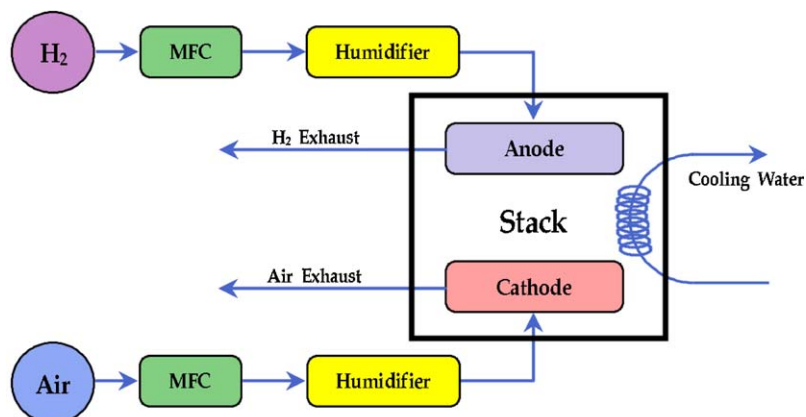 H₂
MFC
Humidifier
H₂ Exhaust
Anode
Cooling Water
Stack
Air Exhaust
Cathode
Air
MFC
Humidifier